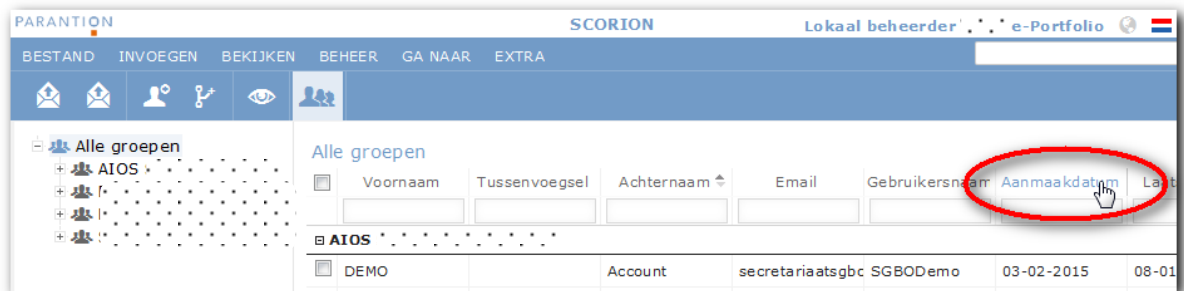 PARANTION SCORION Lokaal beheerder e-Portfolio
BESTAND INVOEGEN BEKIJKEN BEHEER GA NAAR EXTRA
Alle groepen
AIOS
Alle groepen
Voornaam Tussenvoegsel Achternaam Email Gebruikersnaam Aanmaakdatum
AIOS
DEMO Account secretariaatsgbo SGBODemo 03-02-2015 08-01